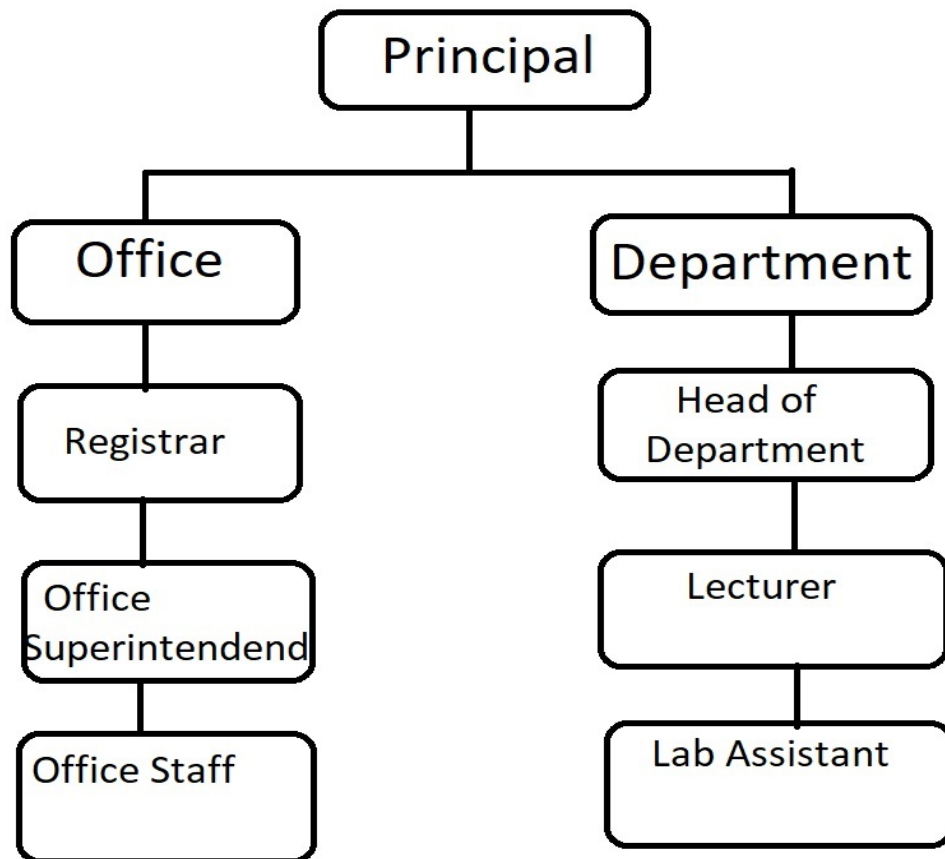 Principal
Office
Department
Registrar
Head of
Department
Office
Superintendend
Lecturer
Office Staff
Lab Assistant